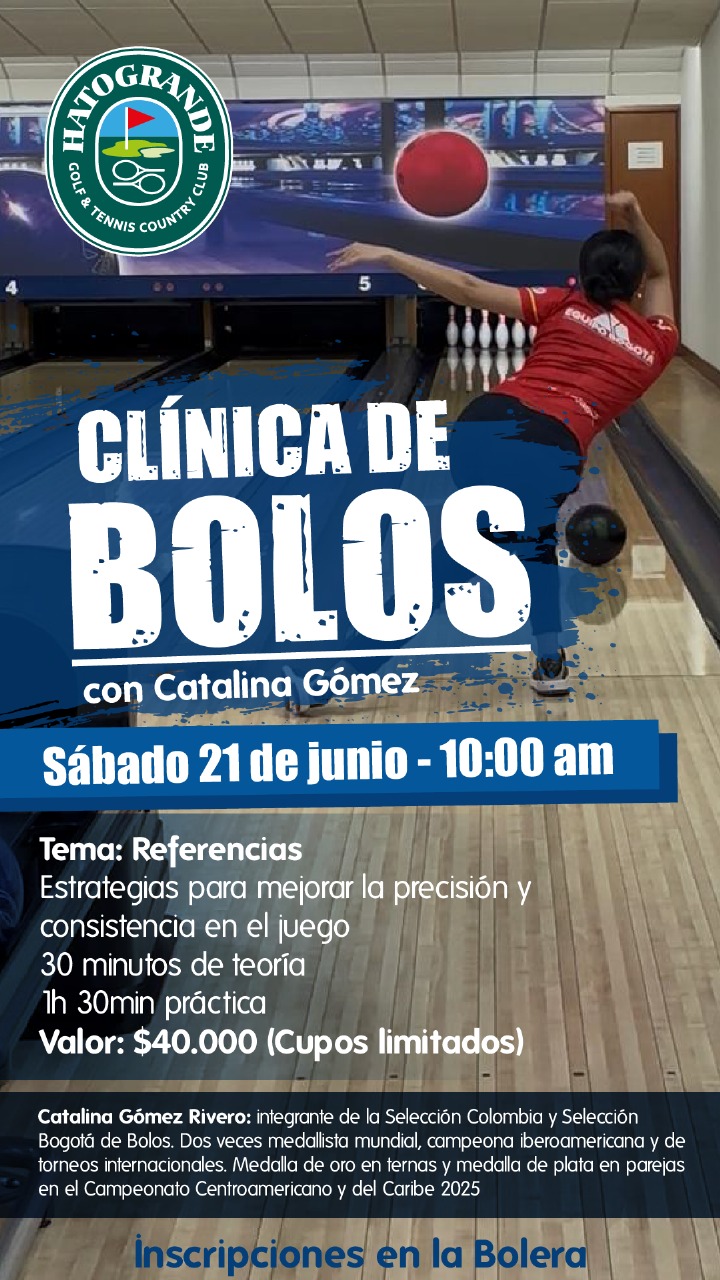 HATOGRANDE
GOLF & TENNIS COUNTRY CLUB
4
5
EQUIPO BOGOTÁ
CLÍNICA DE
BOLOS
con Catalina Gómez
Sábado 21 de junio - 10:00 am
Tema: Referencias
Estrategias para mejorar la precisión y
consistencia en el juego
30 minutos de teoría
1h 30min práctica
Valor: $40.000 (Cupos limitados)
Catalina Gómez Rivero: integrante de la Selección Colombia y Selección
Bogotá de Bolos. Dos veces medallista mundial, campeona iberoamericana y de
torneos internacionales. Medalla de oro en ternas y medalla de plata en parejas
en el Campeonato Centroamericano y del Caribe 2025
Inscripciones en la Bolera